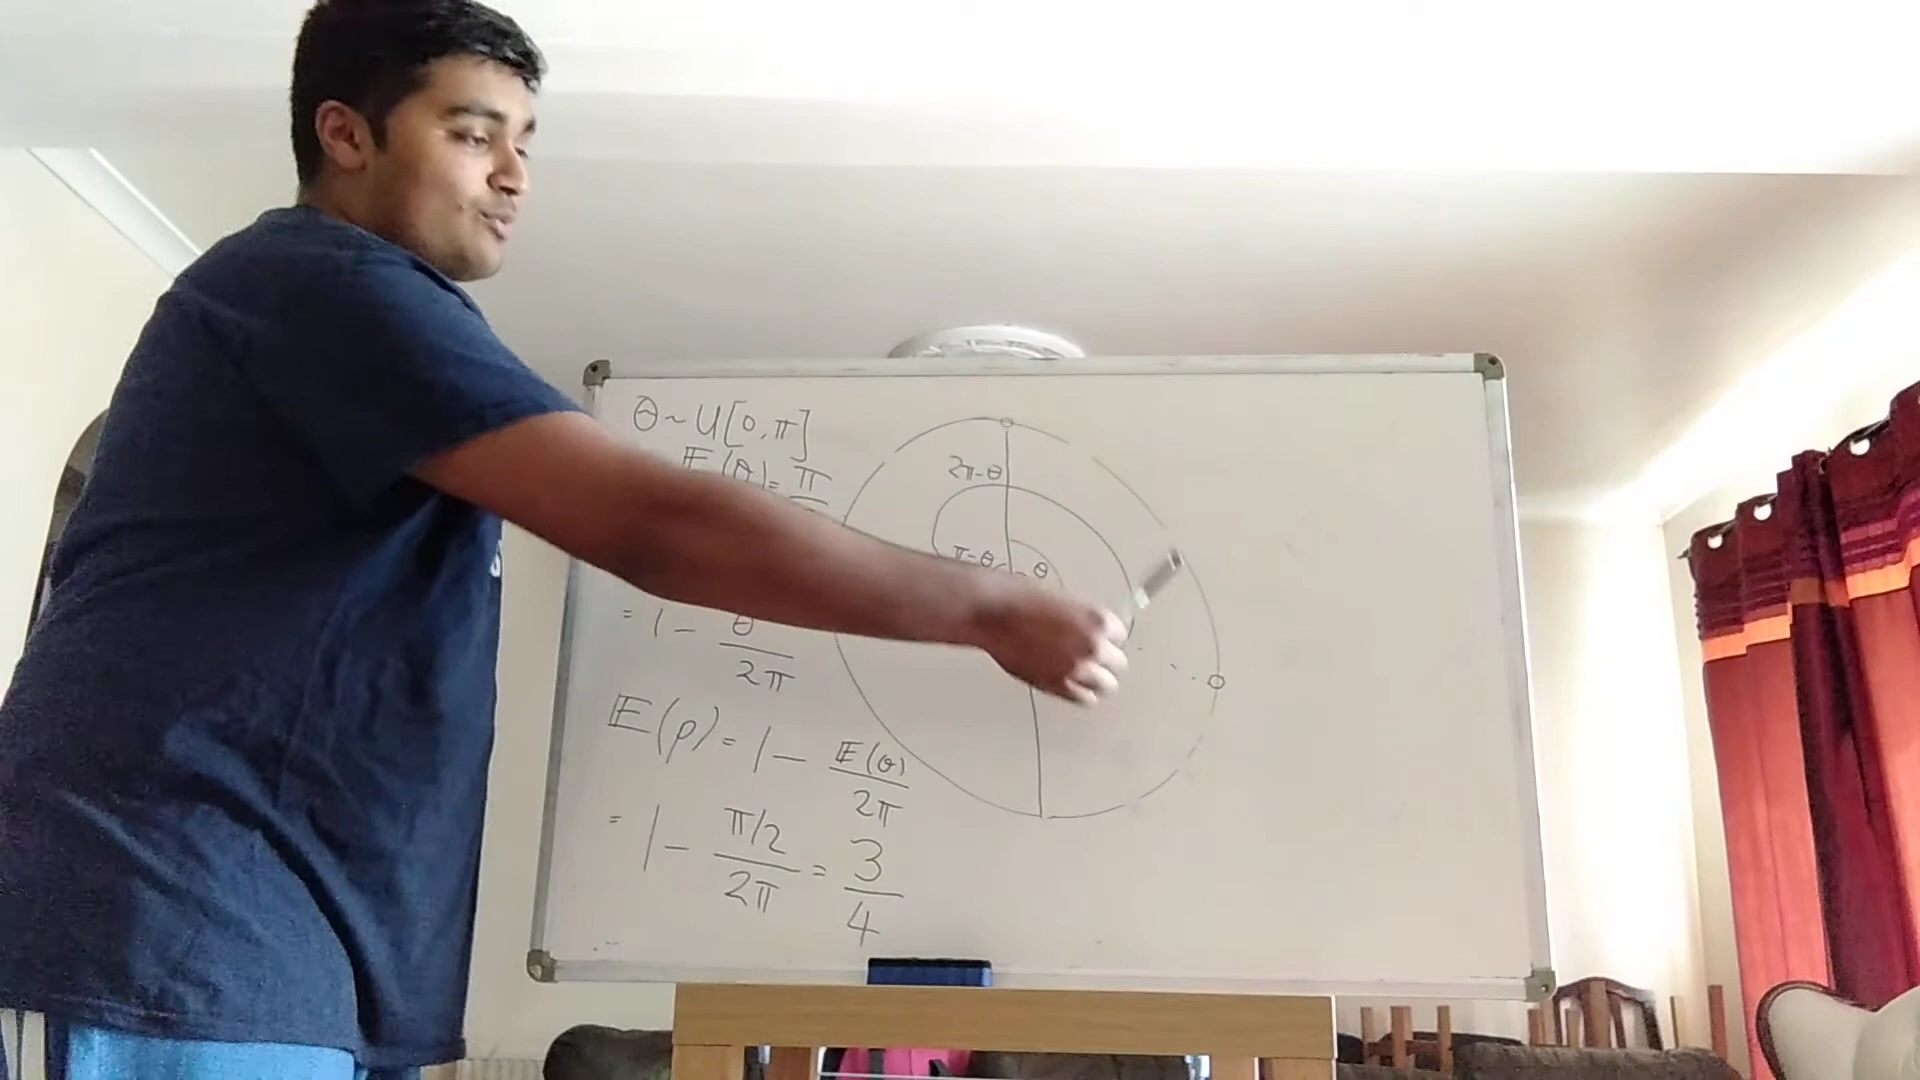 θ ~ U[0, π]
E(θ) = π
= 1 - θ/2π
E(p) = 1 - E(θ)/2π
= 1 - π/2/2π = 3/4
2π-θ
π-θ
θ